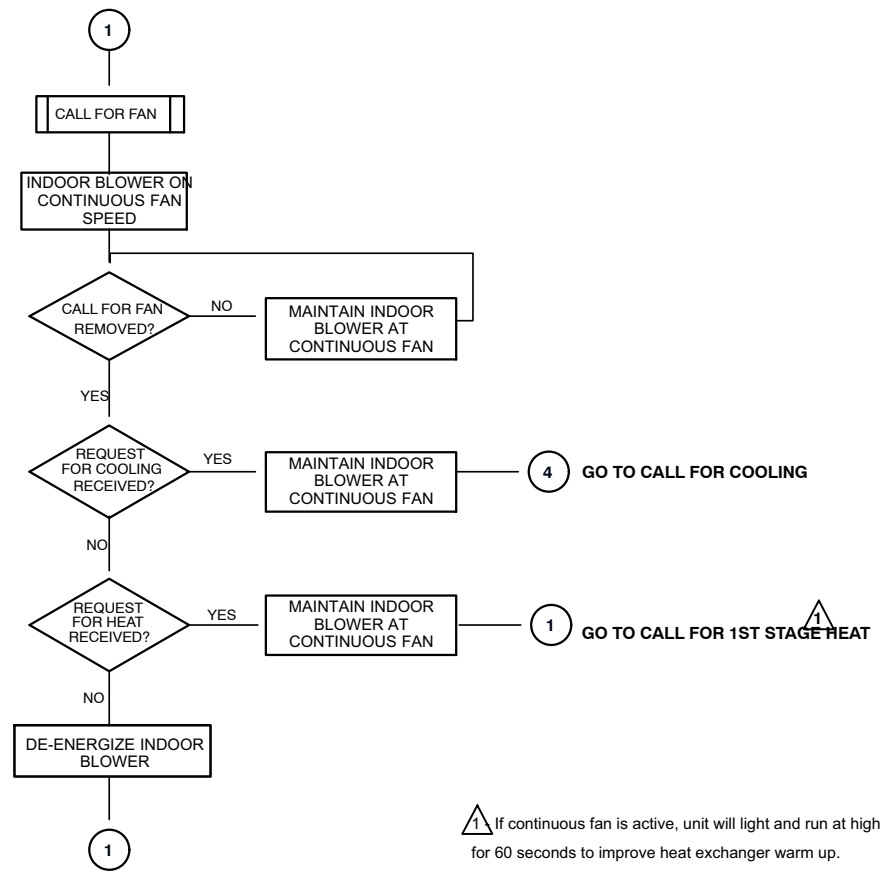 1
CALL FOR FAN
INDOOR BLOWER ON
CONTINUOUS FAN
SPEED
CALL FOR FAN
REMOVED?
NO
MAINTAIN INDOOR
BLOWER AT
CONTINUOUS FAN
YES
REQUEST
FOR COOLING
RECEIVED?
YES
MAINTAIN INDOOR
BLOWER AT
CONTINUOUS FAN
4
GO TO CALL FOR COOLING
NO
REQUEST
FOR HEAT
RECEIVED?
YES
MAINTAIN INDOOR
BLOWER AT
CONTINUOUS FAN
1
GO TO CALL FOR 1ST STAGE HEAT
1
NO
DE-ENERGIZE INDOOR
BLOWER
1
1- If continuous fan is active, unit will light and run at high
for 60 seconds to improve heat exchanger warm up.